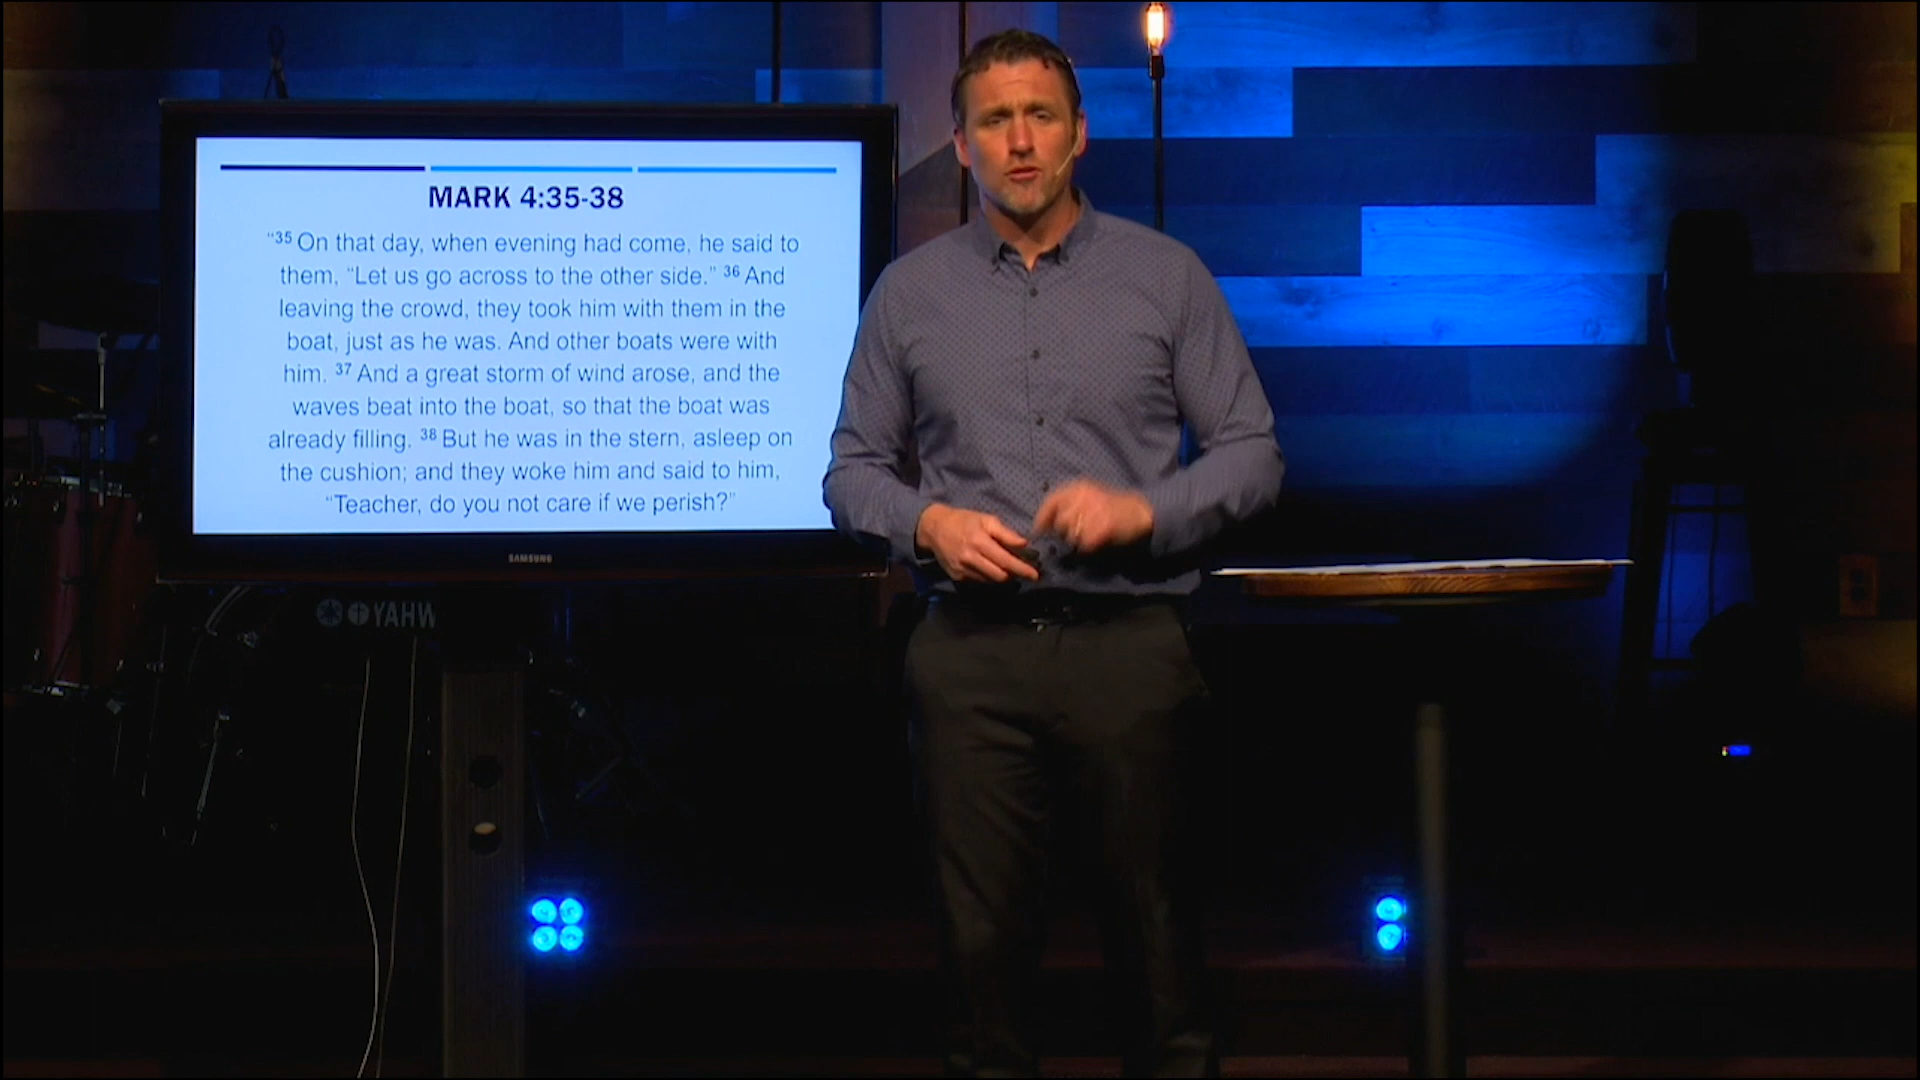 MARK 4:35-38
“35 On that day, when evening had come, he said to
them, “Let us go across to the other side.” 36 And
leaving the crowd, they took him with them in the
boat, just as he was. And other boats were with
him. 37 And a great storm of wind arose, and the
waves beat into the boat, so that the boat was
already filling. 38 But he was in the stern, asleep on
the cushion; and they woke him and said to him,
“Teacher, do you not care if we perish?”
SAMSUNG
YAHW